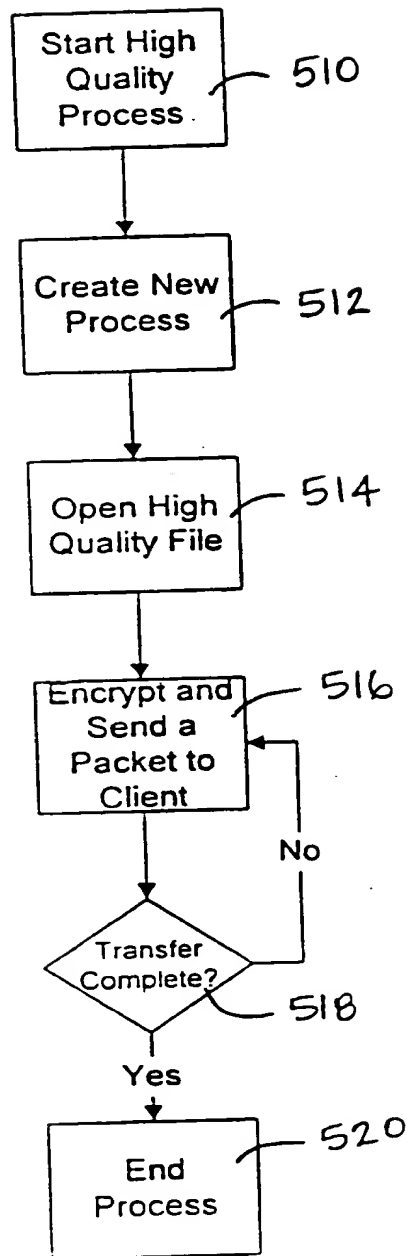 Start High
Quality
Process
510
Create New
Process
512
Open High
Quality File
514
Encrypt and
Send a
Packet to
Client
516
No
Transfer
Complete?
518
Yes
End
Process
520